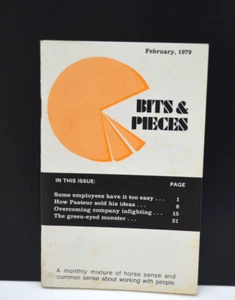 February, 1979
BITS &
PIECES
IN THIS ISSUE: PAGE
Some employees have it too easy . . . 1
How Pasteur sold his ideas . . . 6
Overcoming company infighting . . . 15
The green-eyed monster . . . 21
A monthly mixture of horse sense and
common sense about working with people.